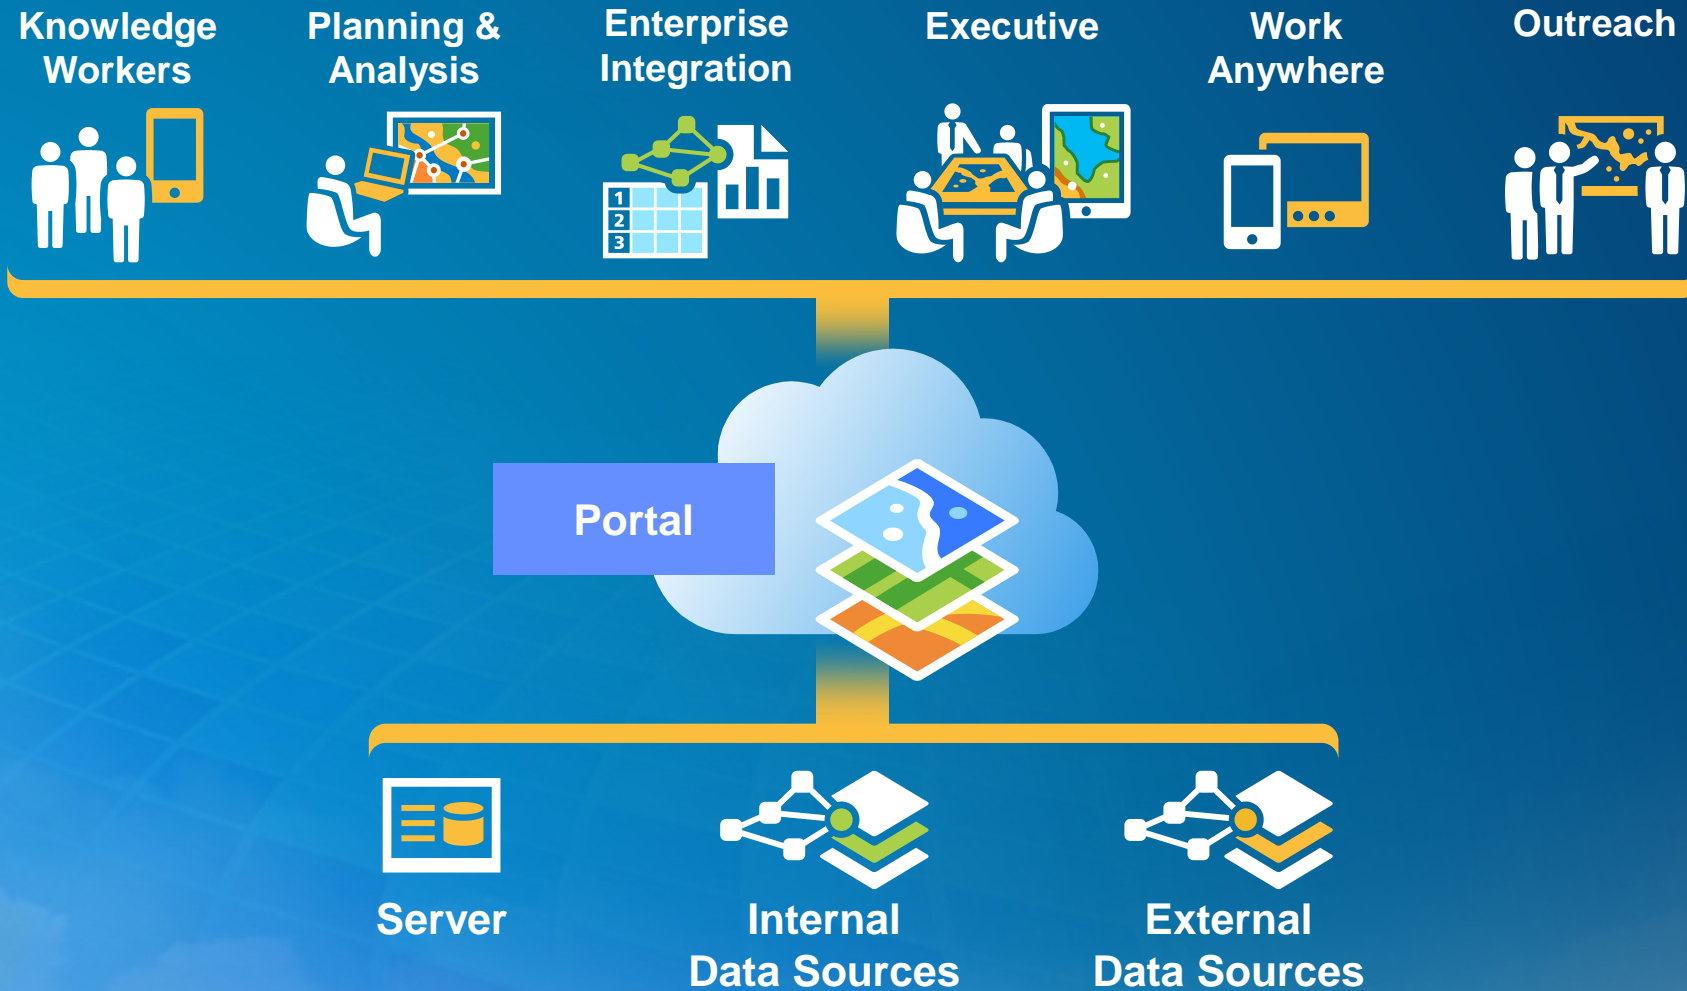 Knowledge
Workers
Planning &
Analysis
Enterprise
Integration
Executive
Work
Anywhere
Outreach
1
2
3
Portal
Server
Internal
Data Sources
External
Data Sources